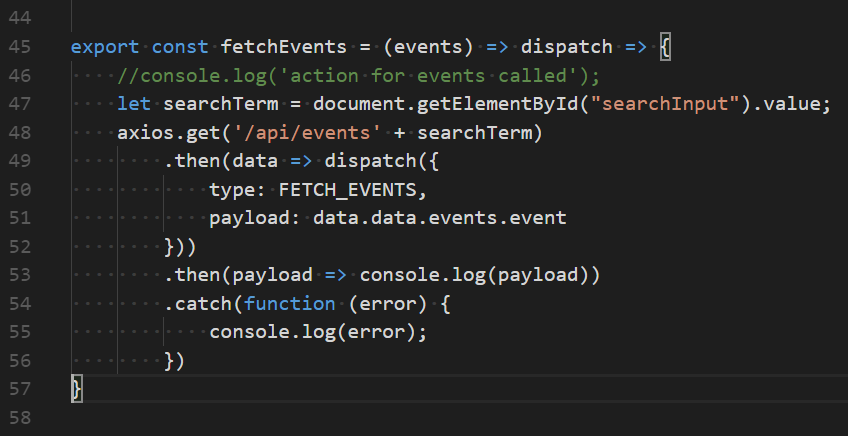 44
45 export const fetchEvents = (events) => dispatch => {
46     //console.log('action for events called');
47     let searchTerm = document.getElementById("searchInput").value;
48     axios.get('/api/events' + searchTerm)
49         .then(data => dispatch({
50             type: FETCH_EVENTS,
51             payload: data.data.events.event
52         }))
53         .then(payload => console.log(payload))
54         .catch(function (error) {
55             console.log(error);
56         })
57 }
58